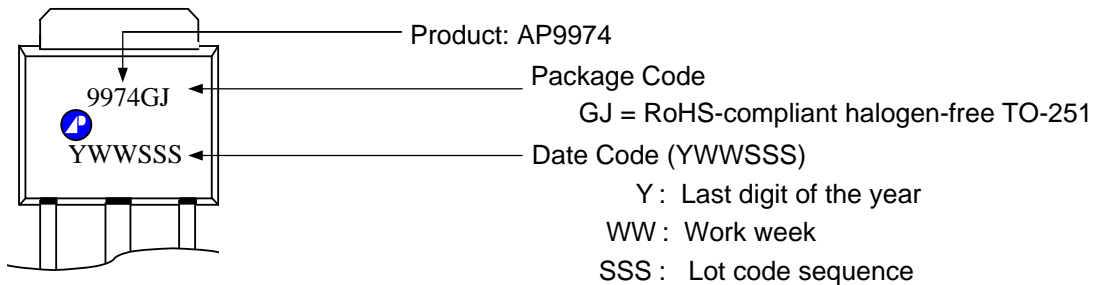 Product: AP9974
Package Code
9974GJ
GJ = RoHS-compliant halogen-free TO-251
YWWSSS
Date Code (YWWSSS)
Y : Last digit of the year
WW : Work week
SSS : Lot code sequence